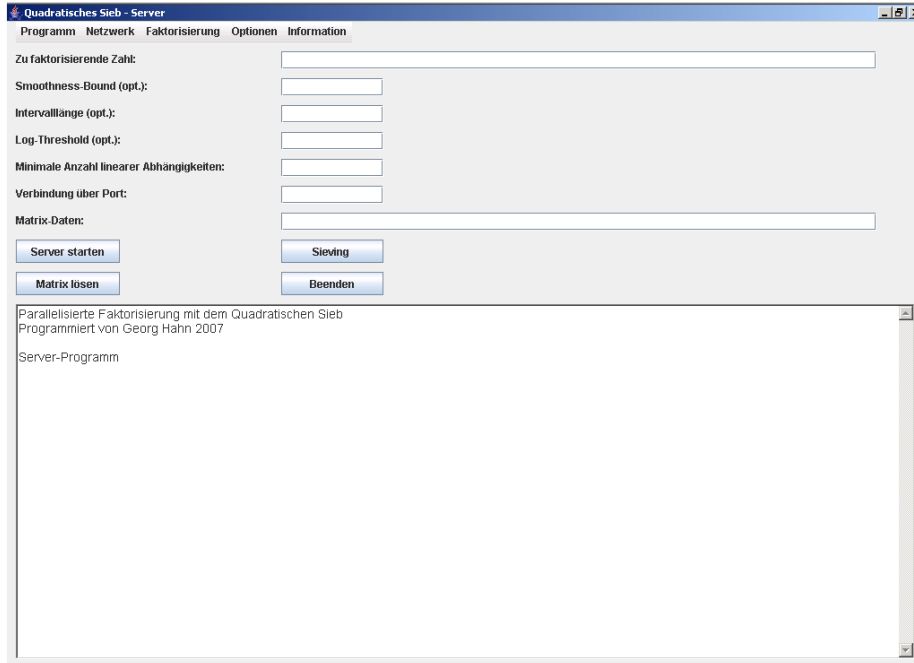 Quadratisches Sieb - Server
Programm Netzwerk Faktorisierung Optionen Information
Zu faktorisierende Zahl:
Smoothness-Bound (opt.):
Intervalllänge (opt.):
Log-Threshold (opt.):
Minimale Anzahl linearer Abhängigkeiten:
Verbindung über Port:
Matrix-Daten:
Server starten Sieving
Matrix lösen Beenden
Parallelisierte Faktorisierung mit dem Quadratischen Sieb
Programmiert von Georg Hahn 2007
Server-Programm